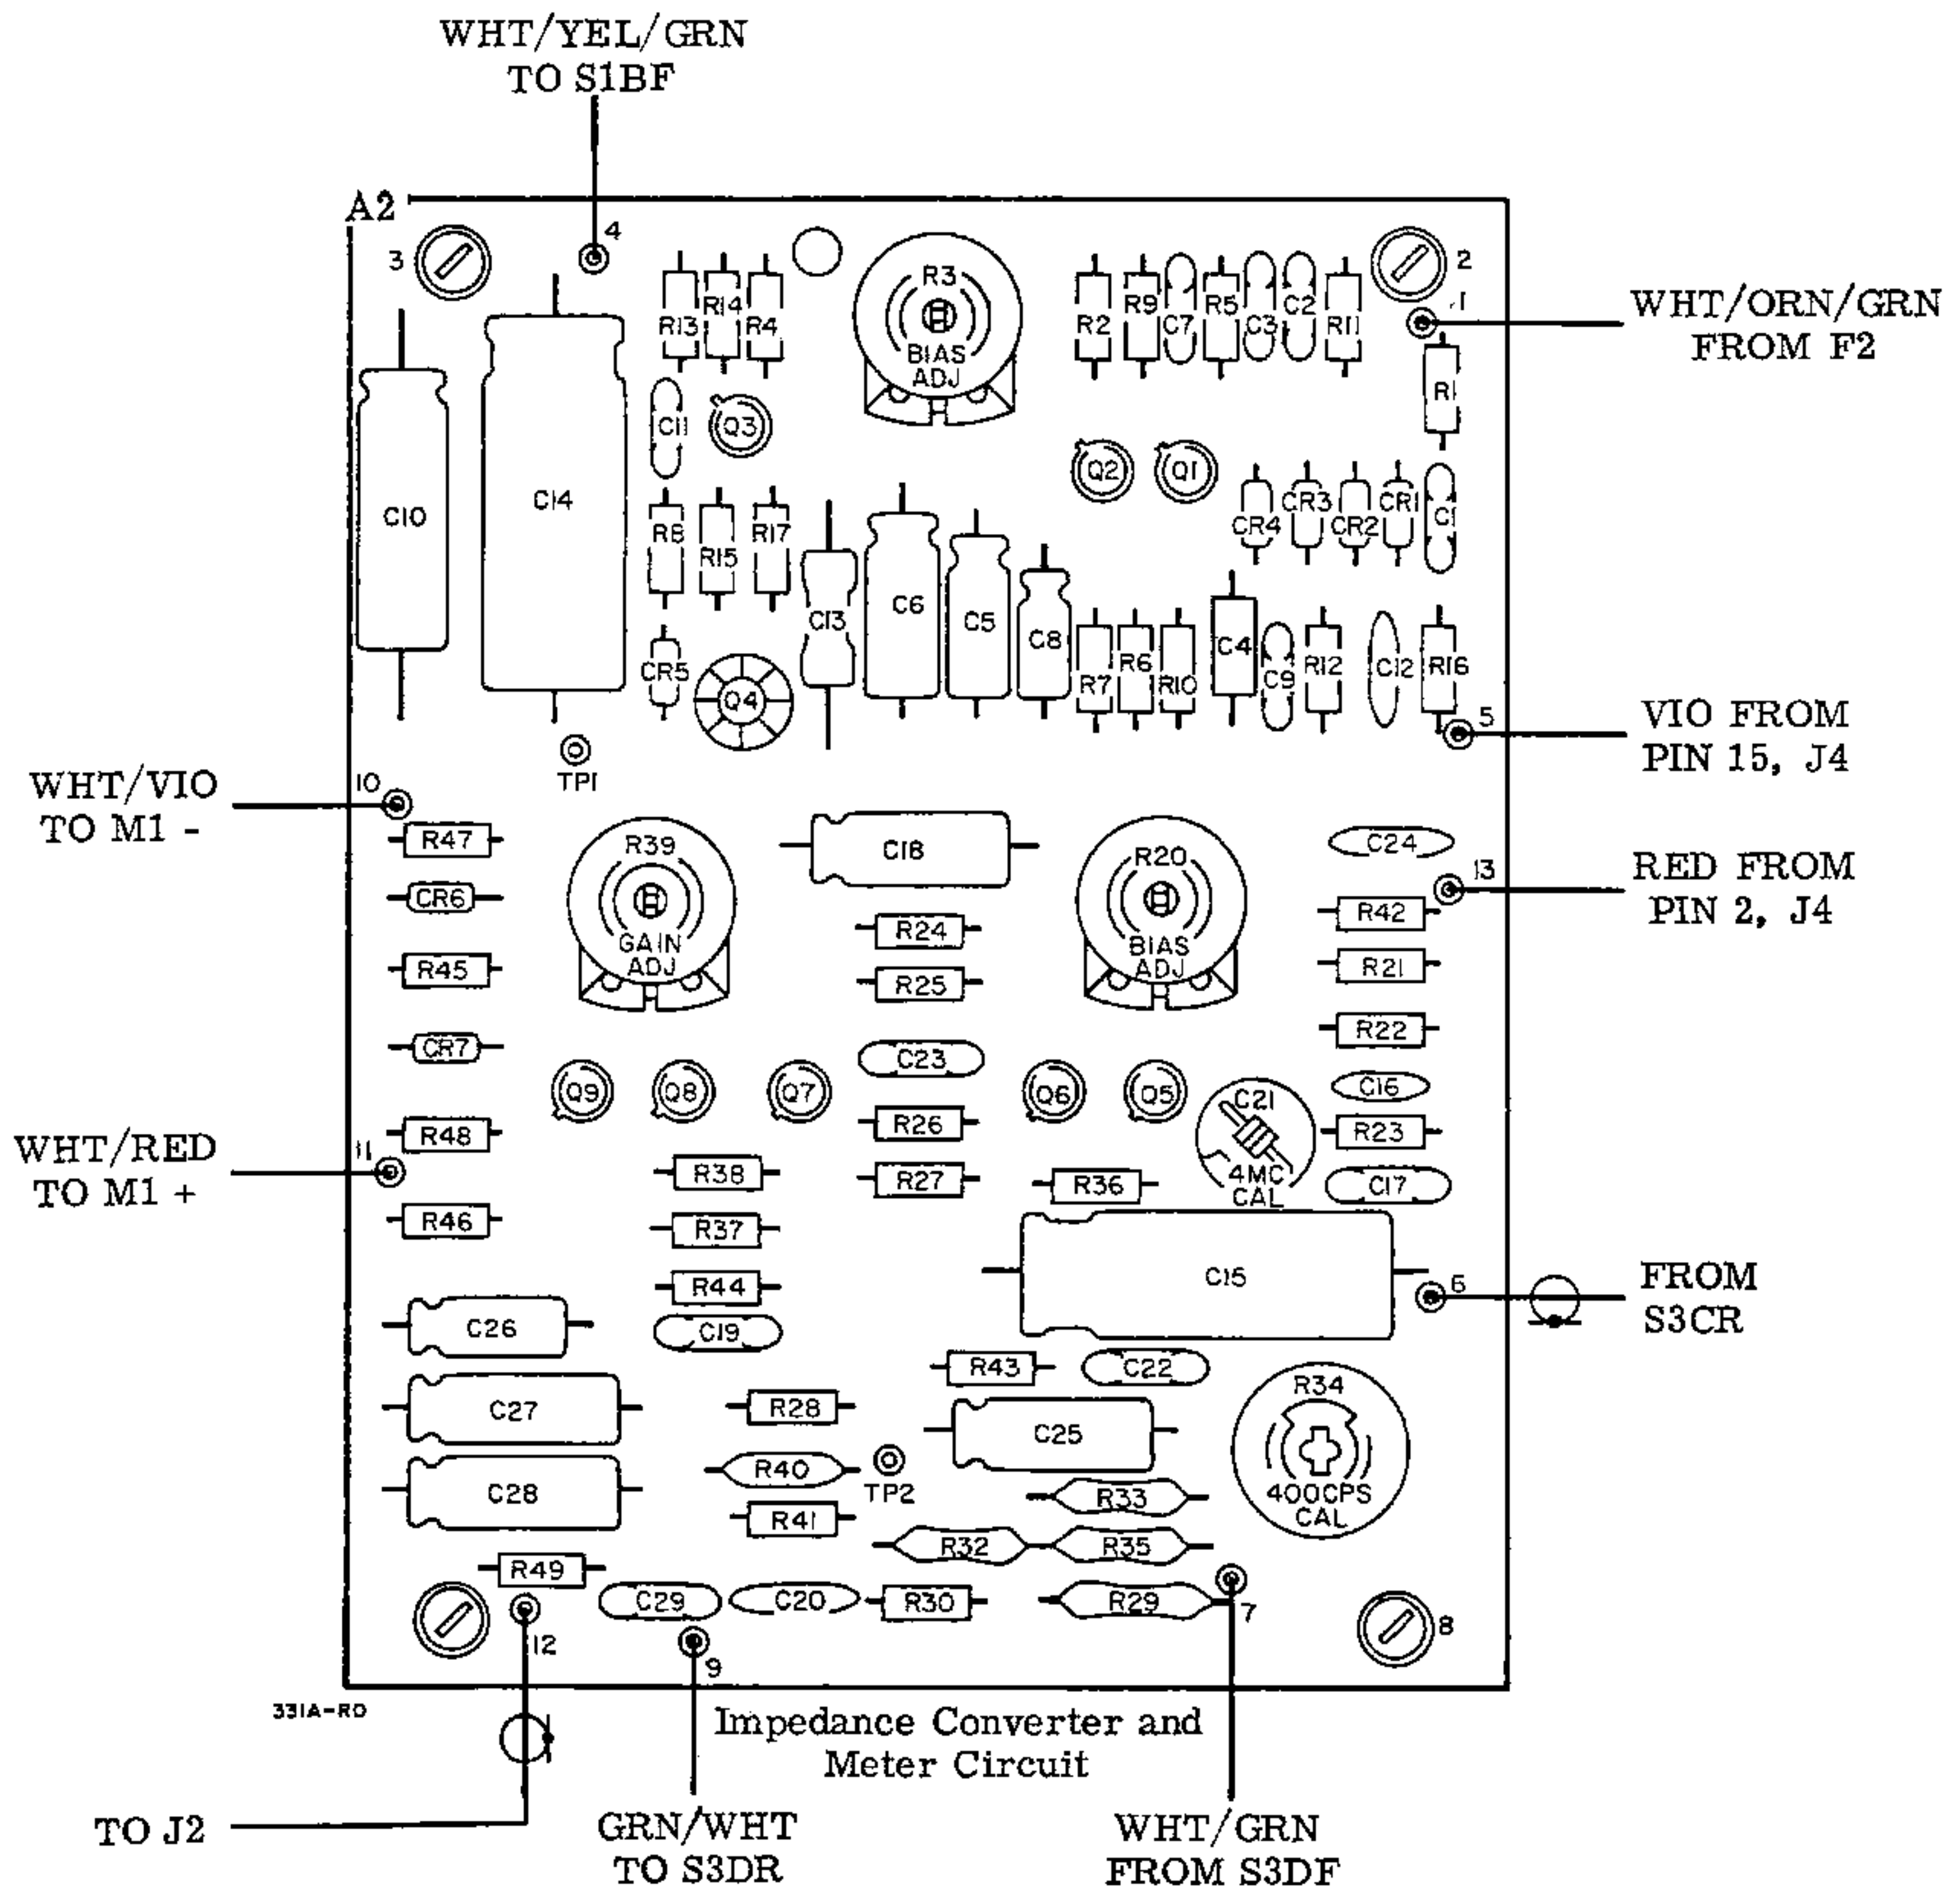 WHT/YEL/GRN
TO S1BF
A2
3
4
2
1
WHT/ORN/GRN
FROM F2
R13
R14
R4
R3
BIAS
ADJ
R2
R9
C7
R5
C3
C2
R11
R1
C11
Q3
Q2
Q1
C10
C14
CR4
CR3
CR2
CR1
C1
R8
R15
R17
C13
C6
C5
C8
CR5
Q4
R7
R6
R10
C4
C9
R12
C12
R16
5
VIO FROM
PIN 15, J4
TP1
WHT/VIO
TO M1 -
10
R47
R39
GAIN
ADJ
C18
R20
BIAS
ADJ
C24
13
RED FROM
PIN 2, J4
CR6
R24
R42
R45
R25
R21
R22
CR7
C23
Q9
Q8
Q7
Q6
Q5
C21
4MC
CAL
C16
R48
R26
R23
WHT/RED
TO M1 +
11
R38
R27
R36
C17
R46
R37
C15
R44
6
FROM
S3CR
C26
C19
R43
C22
R34
400CPS
CAL
C27
R28
C25
R40
TP2
C28
R33
R41
R32
R35
R49
C29
C20
R30
R29
7
8
12
9
331A-RD
Impedance Converter and
Meter Circuit
TO J2
GRN/WHT
TO S3DR
WHT/GRN
FROM S3DF